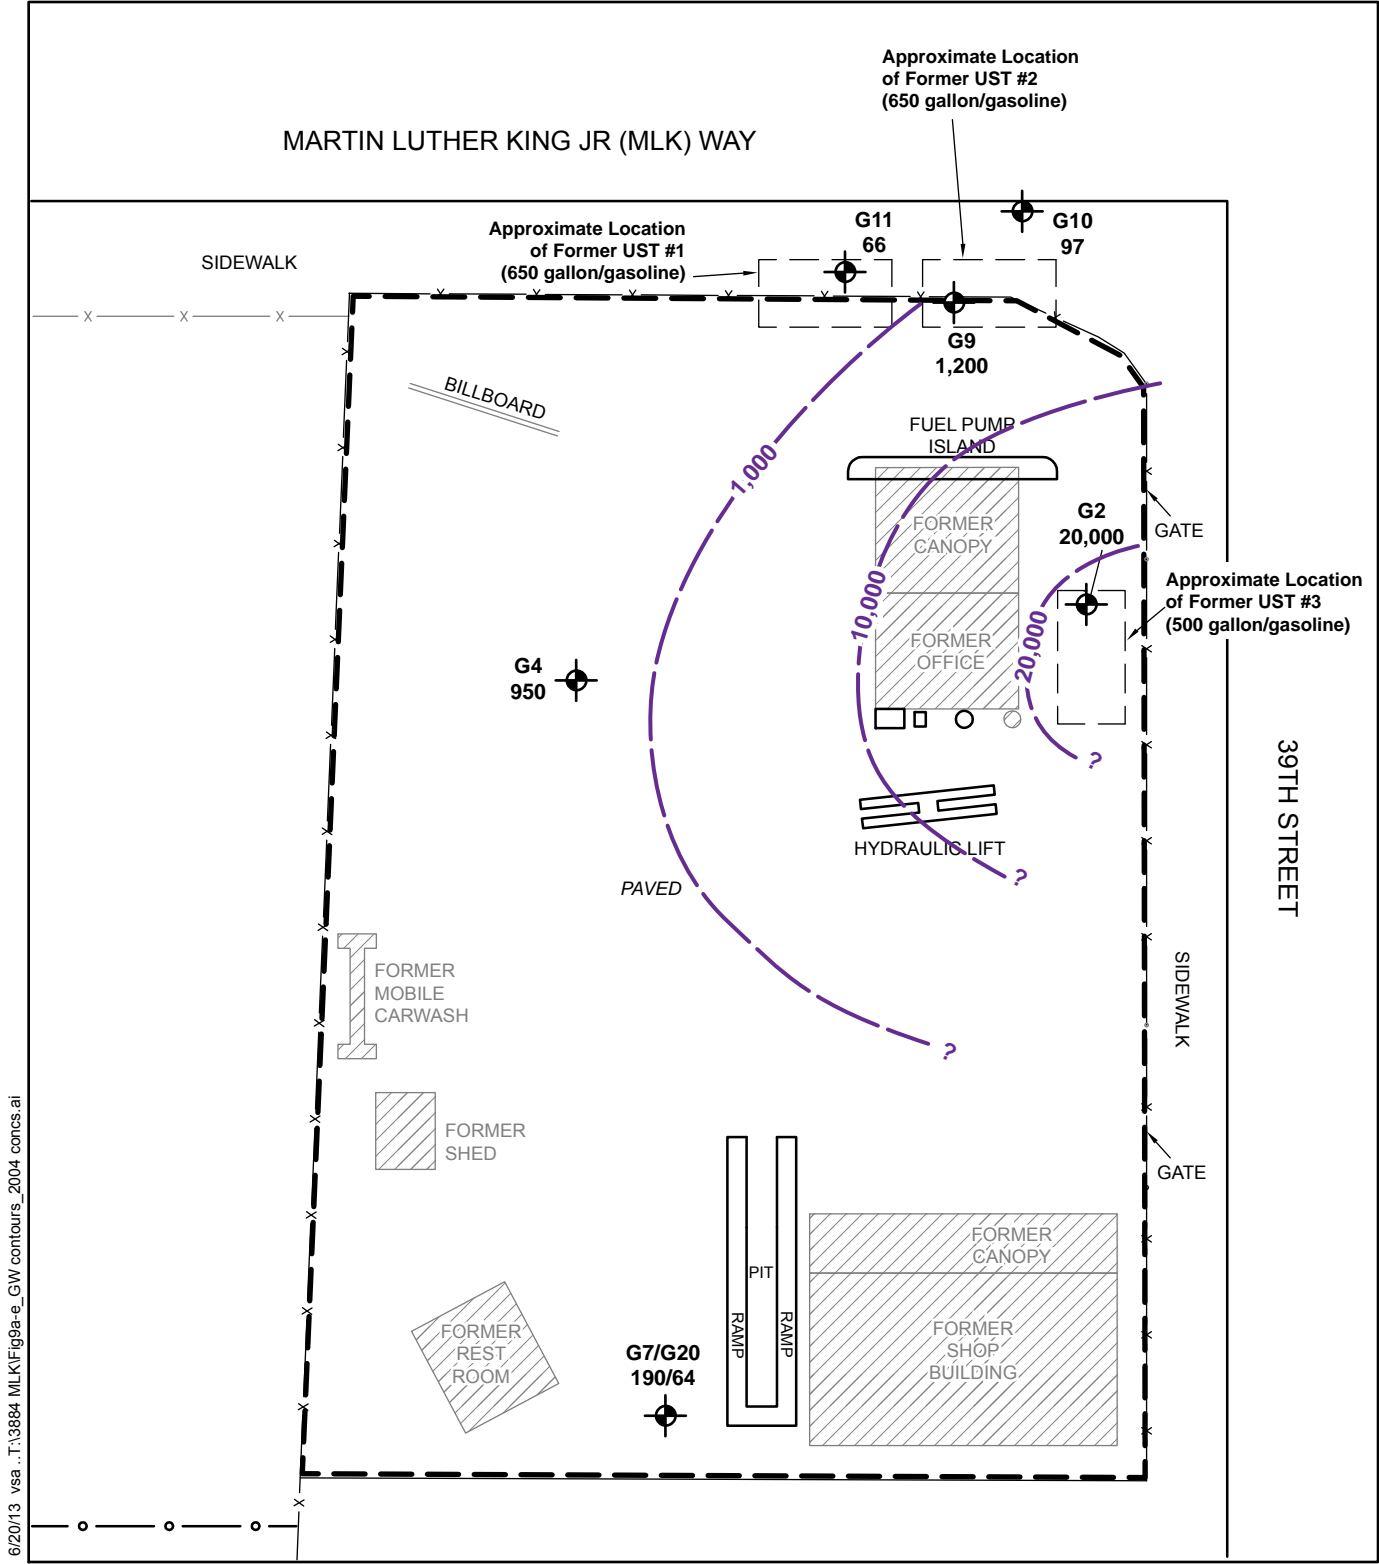 Approximate Location
of Former UST #2
(650 gallon/gasoline)
MARTIN LUTHER KING JR (MLK) WAY
G11
66
G10
97
Approximate Location
of Former UST #1
(650 gallon/gasoline)
SIDEWALK
X X X
G9
1,200
BILLBOARD
FUEL PUMP
ISLAND
1,000
FORMER
CANOPY
G2
20,000
GATE
Approximate Location
of Former UST #3
(500 gallon/gasoline)
10,000
FORMER
OFFICE
20,000
G4
950
?
39TH STREET
HYDRAULIC LIFT
?
PAVED
SIDEWALK
FORMER
MOBILE
CARWASH
?
FORMER
SHED
GATE
FORMER
CANOPY
PIT
RAMP
RAMP
FORMER
SHOP
BUILDING
FORMER
REST
ROOM
G7/G20
190/64
6/20/13 vsa ..T:\3884 MLK\Fig9a-e_GW contours_2004 concs.ai